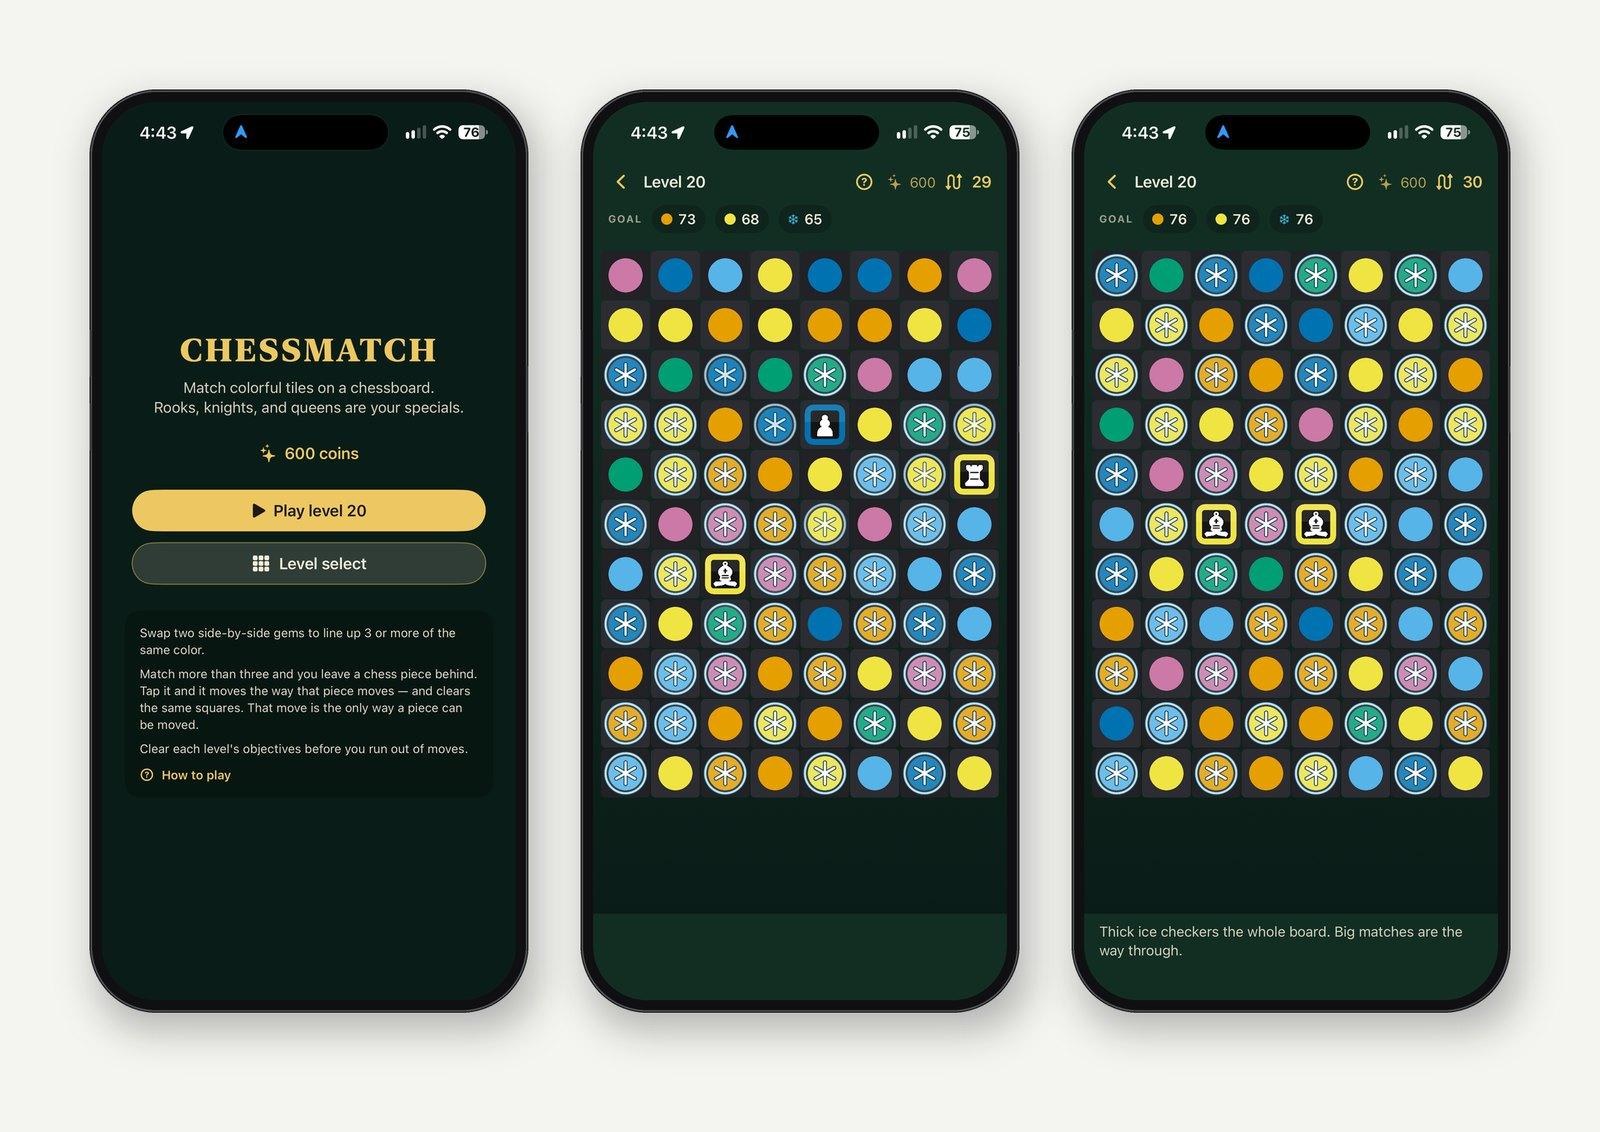 4:43
76
CHESSMATCH
Match colorful tiles on a chessboard.
Rooks, knights, and queens are your specials.
600 coins
Play level 20
Level select
Swap two side-by-side gems to line up 3 or more of the
same color.
Match more than three and you leave a chess piece behind.
Tap it and it moves the way that piece moves — and clears
the same squares. That move is the only way a piece can
be moved.
Clear each level's objectives before you run out of moves.
? How to play
4:43
75
Level 20
? 600 29
GOAL 73 68 65
4:43
75
Level 20
? 600 30
GOAL 76 76 76
Thick ice checkers the whole board. Big matches are the
way through.